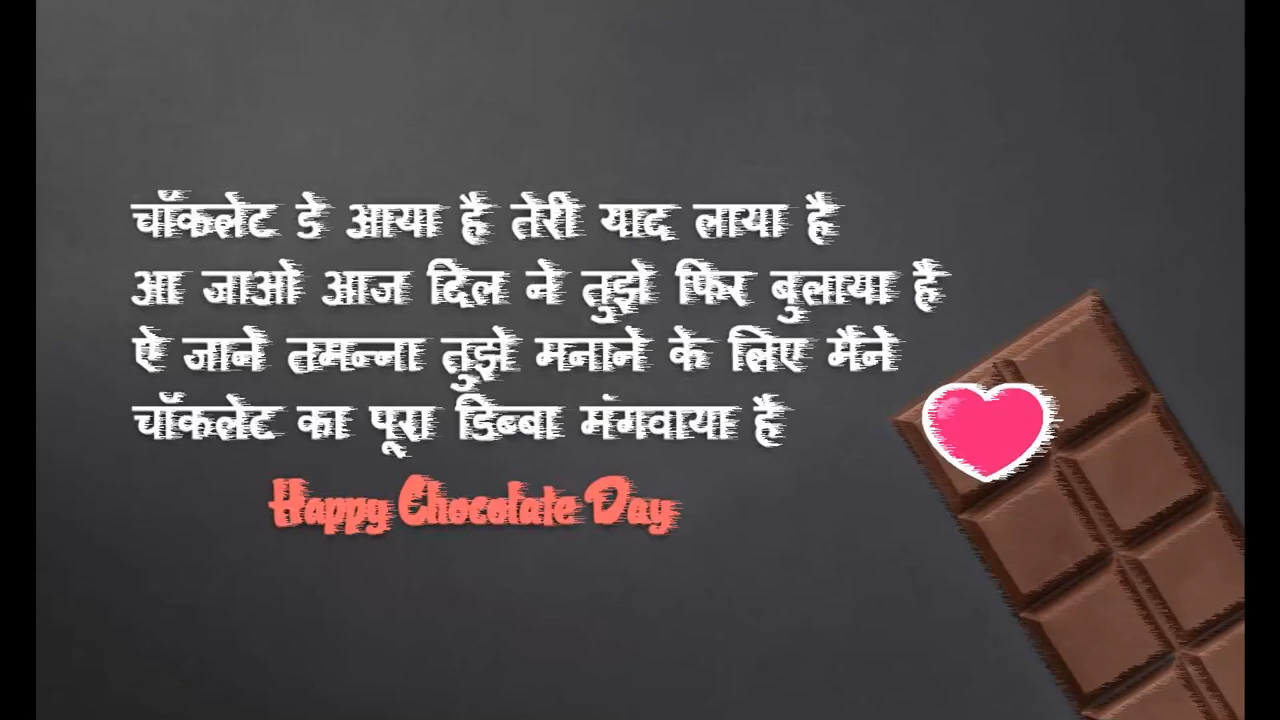 चॉकलेट डे आया है तेरी याद लाया है
आ जाओ आज दिल ने तुझे फिर बुलाया है
ऐ जाने तमन्ना तुझे मनाने के लिए मैंने
चॉकलेट का पूरा डिब्बा मंगवाया है
Happy Chocolate Day